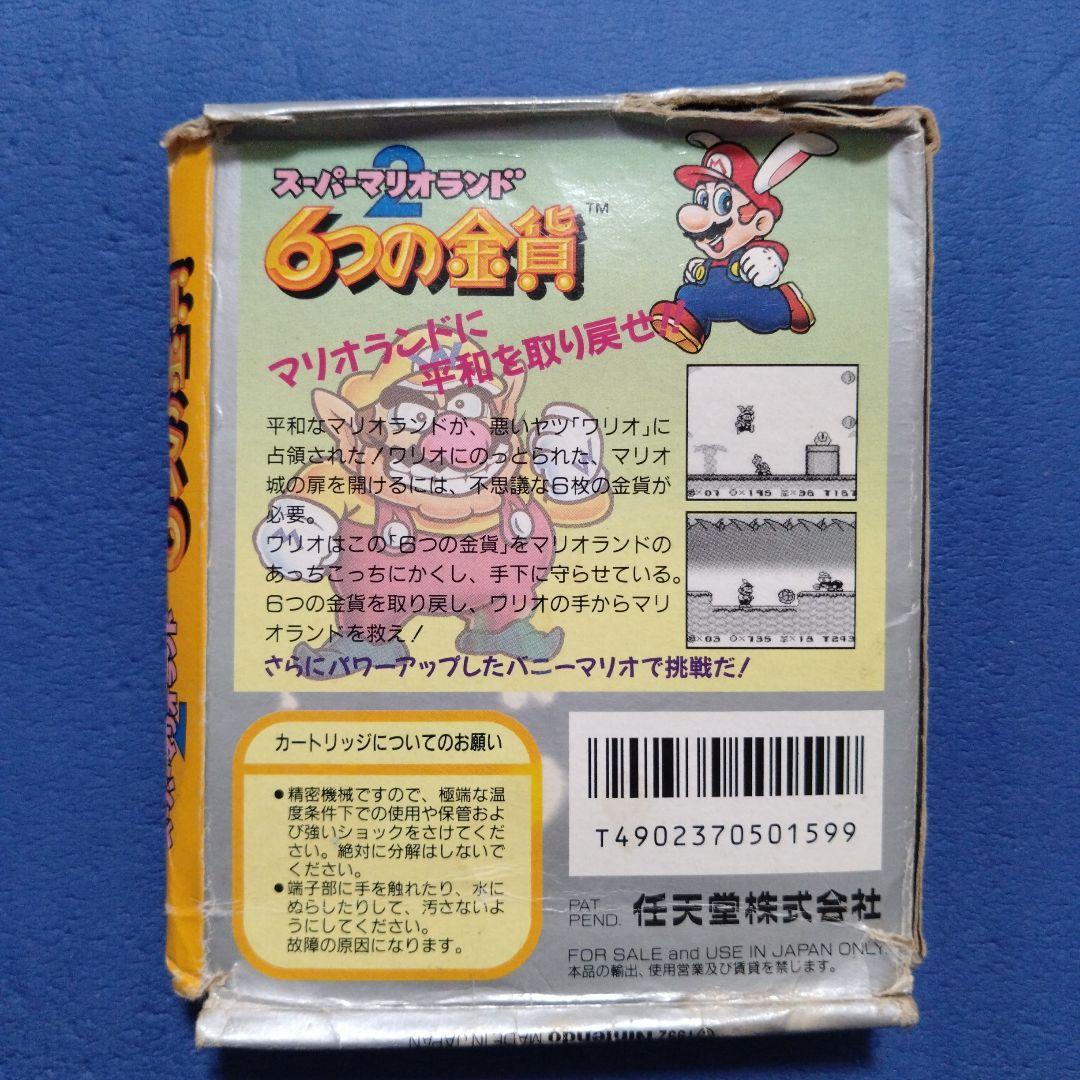 スーパーマリオランド2
6つの金貨™
マリオランドに
平和を取り戻せ!!
平和なマリオランドが、悪いヤツ「ワリオ」に
占領された!ワリオにのっとられた、マリオ
城の扉を開けるには、不思議な6枚の金貨が
必要。
ワリオはこの「6つの金貨」をマリオランドの
あっちこっちにかくし、手下に守らせている。
6つの金貨を取り戻し、ワリオの手からマリ
オランドを救え!
さらにパワーアップしたバニーマリオで挑戦だ!
カートリッジについてのお願い
●精密機械ですので、極端な温
度条件下での使用や保管およ
び強いショックをさけてくだ
さい。絶対に分解はしないで
ください。
●端子部に手を触れたり、水に
ぬらしたりして、汚さないよ
うにしてください。
故障の原因になります。
T4902370501599
PAT
PEND.
任天堂株式会社
FOR SALE and USE IN JAPAN ONLY.
本品の輸出、使用営業及び賃貸を禁じます。
©1992 Nintendo MADE IN JAPAN